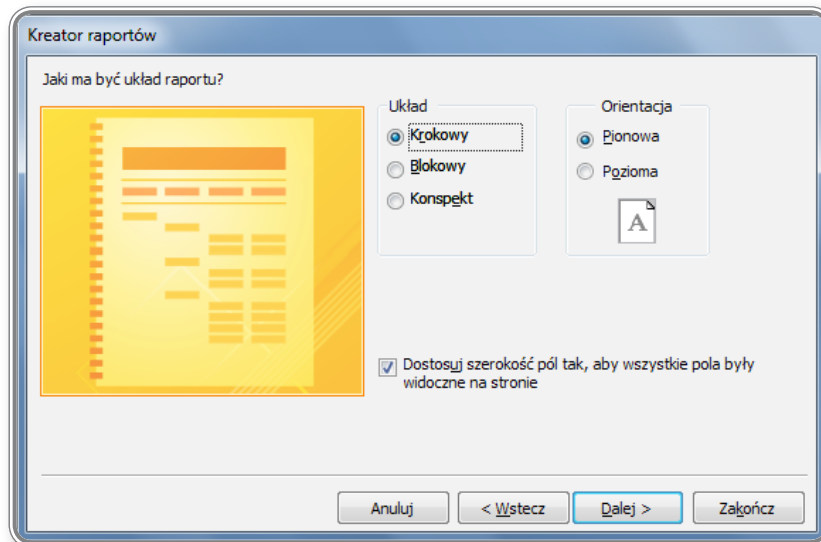 Kreator raportów
Jaki ma być układ raportu?
Układ
Krokowy
Blokowy
Konspekt
Orientacja
Pionowa
Pozioma
A
Dostosuj szerokość pól tak, aby wszystkie pola były
widoczne na stronie
Anuluj
< Wstecz
Dalej >
Zakończ